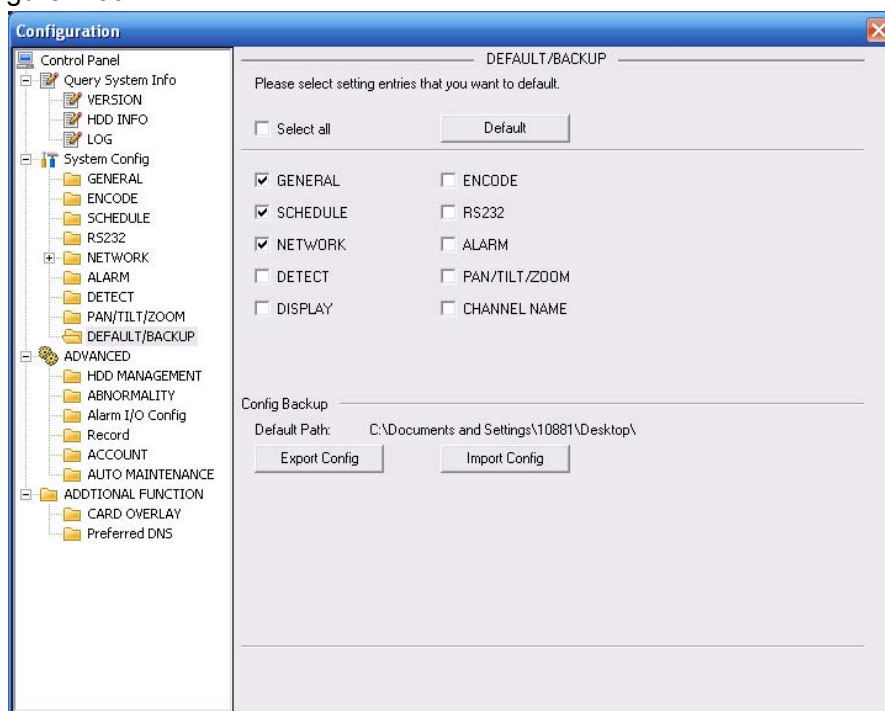 Configuration
Control Panel
Query System Info
VERSION
HDD INFO
LOG
System Config
GENERAL
ENCODE
SCHEDULE
RS232
NETWORK
ALARM
DETECT
PAN/TILT/ZOOM
DEFAULT/BACKUP
ADVANCED
HDD MANAGEMENT
ABNORMALITY
Alarm I/O Config
Record
ACCOUNT
AUTO MAINTENANCE
ADDTIONAL FUNCTION
CARD OVERLAY
Preferred DNS
DEFAULT/BACKUP
Please select setting entries that you want to default.
Select all Default
GENERAL ENCODE
SCHEDULE RS232
NETWORK ALARM
DETECT PAN/TILT/ZOOM
DISPLAY CHANNEL NAME
Config Backup
Default Path: C:\Documents and Settings\10881\Desktop\
Export Config Import Config